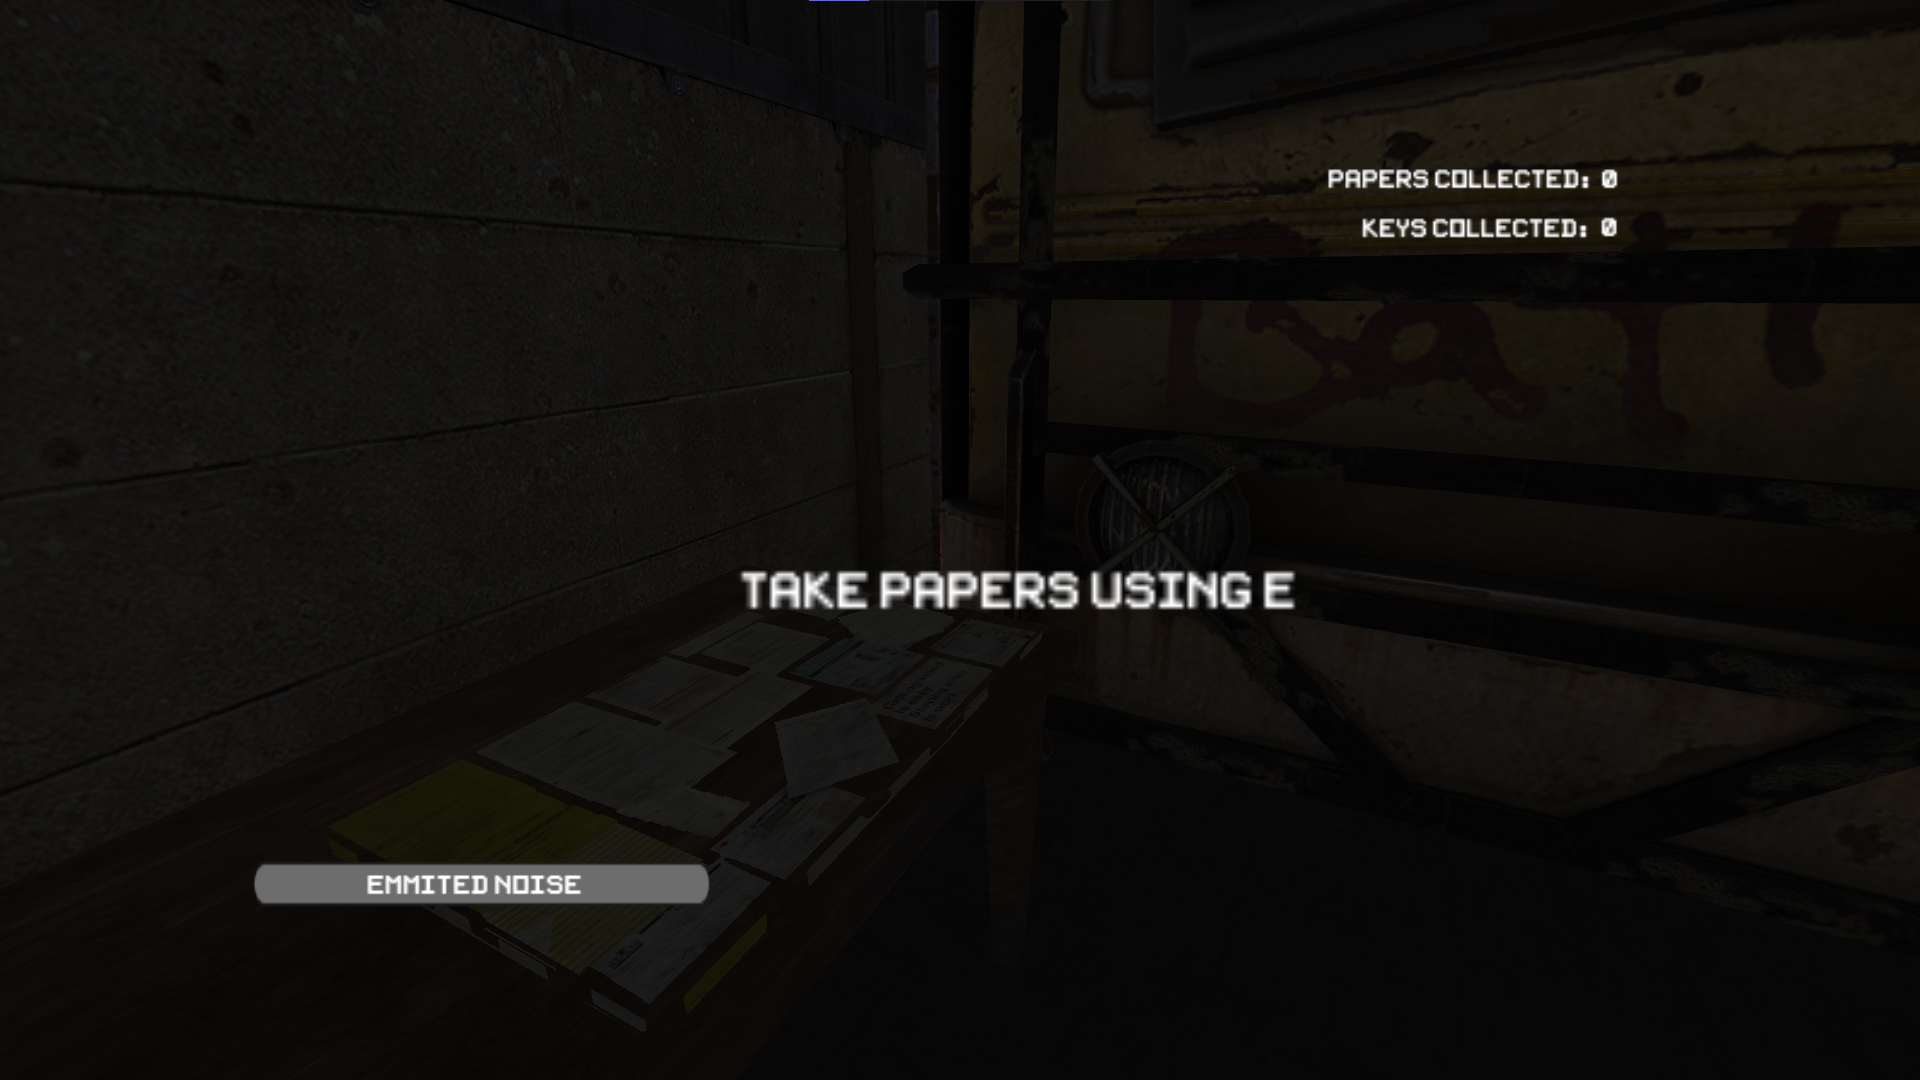 PAPERS COLLECTED: 0
KEYS COLLECTED: 0
TAKE PAPERS USING E
EMMITED NOISE